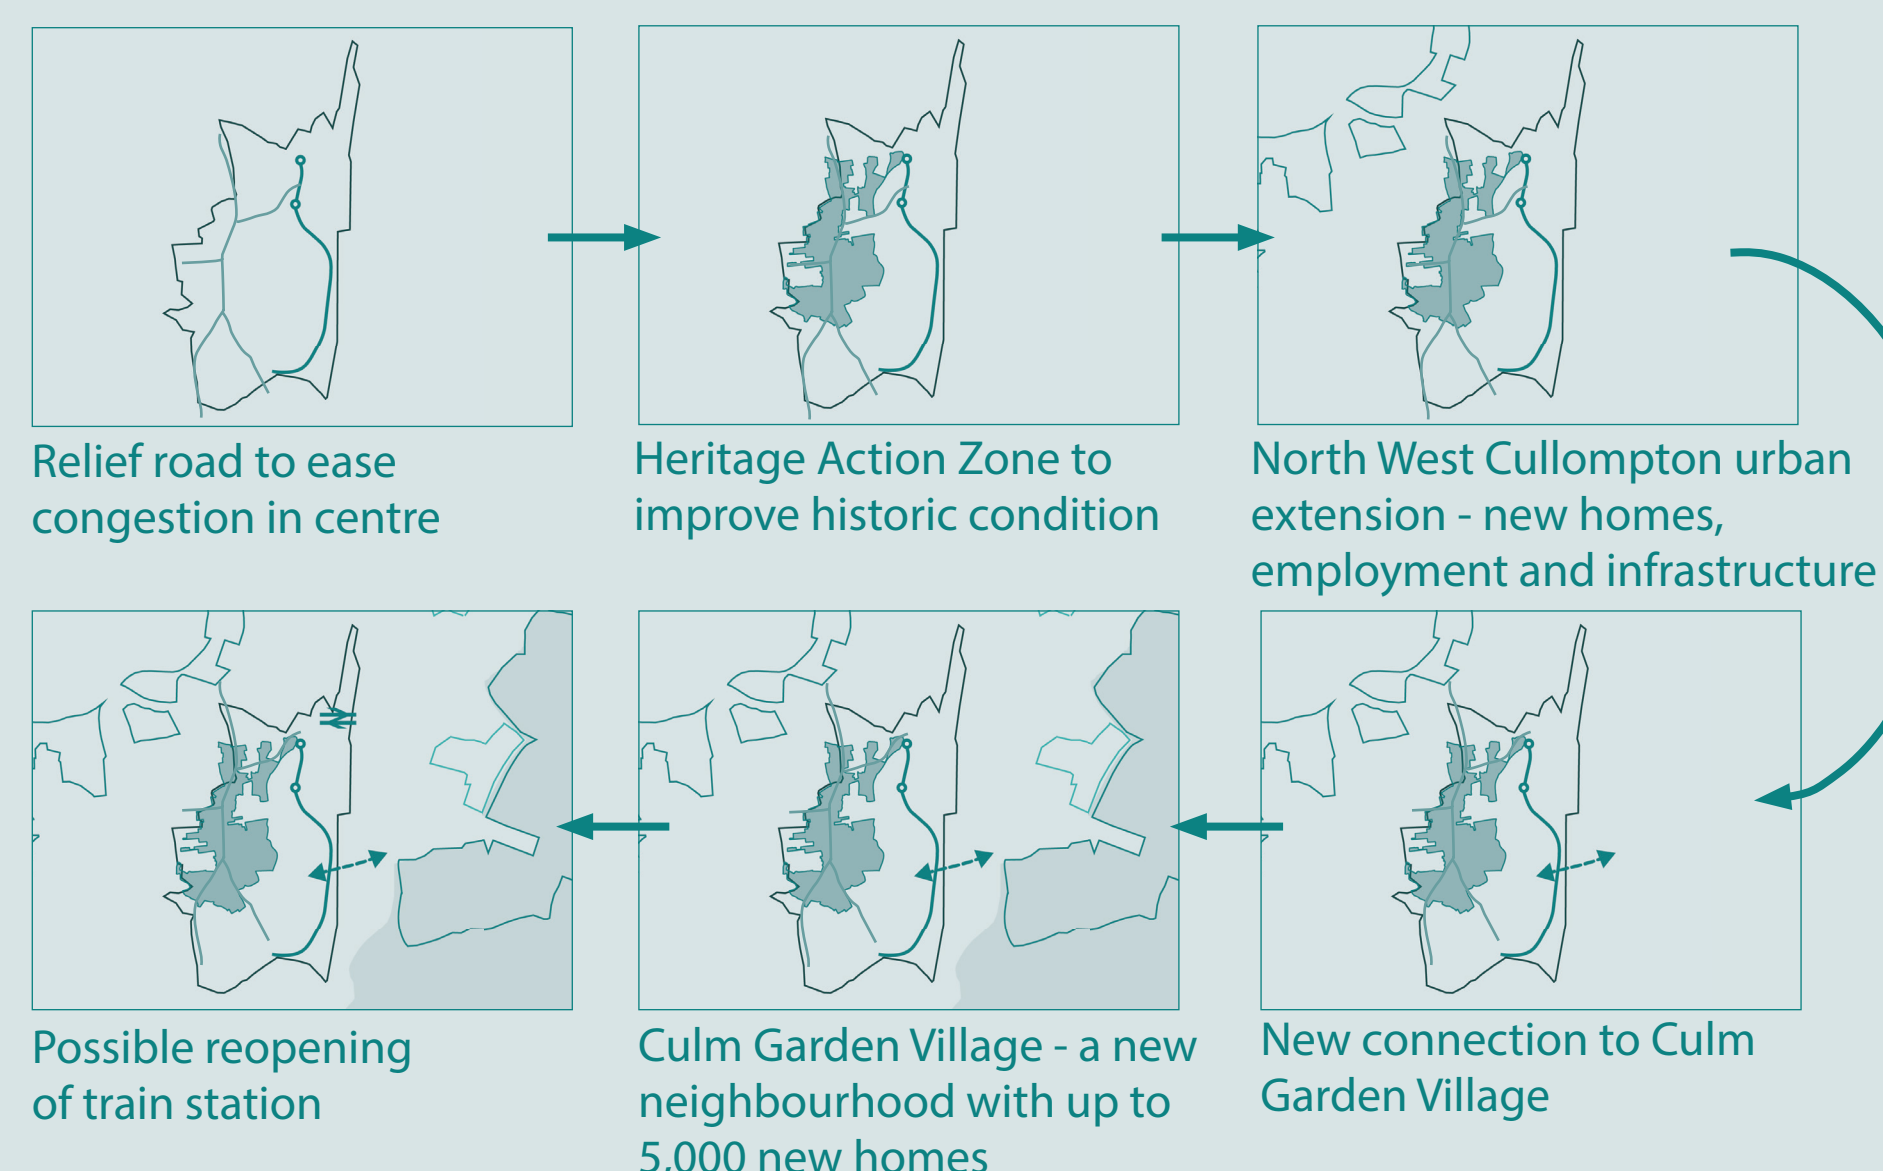 Relief road to ease
congestion in centre
Heritage Action Zone to
improve historic condition
North West Cullompton urban
extension - new homes,
employment and infrastructure
New connection to Culm
Garden Village
Culm Garden Village - a new
neighbourhood with up to
5,000 new homes
Possible reopening
of train station